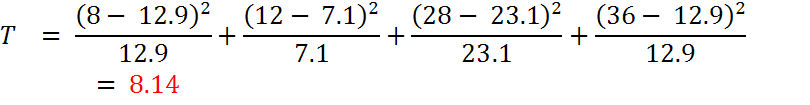 T = (8 − 12.9)²/12.9 + (12 − 7.1)²/7.1 + (28 − 23.1)²/23.1 + (36 − 12.9)²/12.9
= 8.14